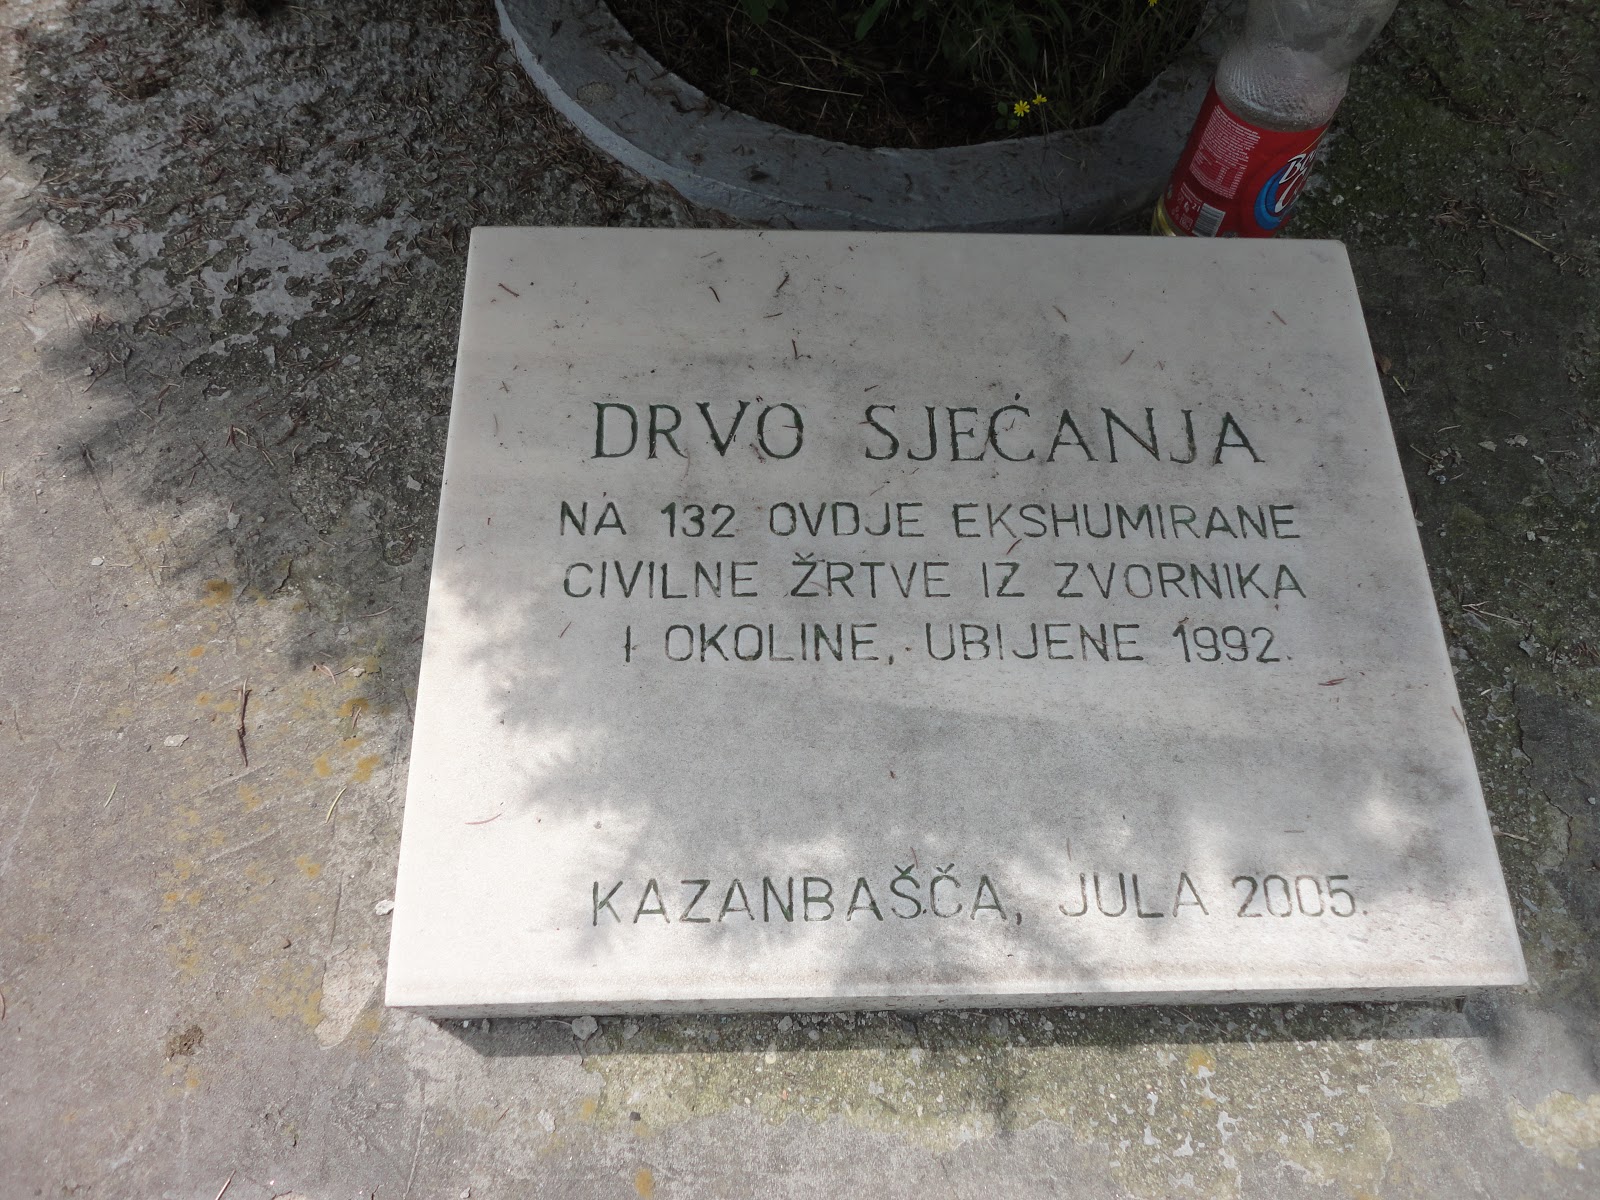 DRVO SJEĆANJA
NA 132 OVDJE EKSHUMIRANE
CIVILNE ŽRTVE IZ ZVORNIKA
I OKOLINE, UBIJENE 1992.
KAZANBAŠČA, JULA 2005.